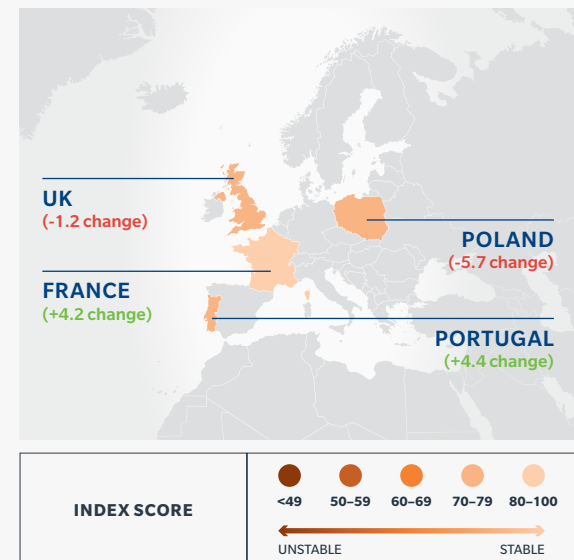 UK
(-1.2 change)
POLAND
(-5.7 change)
FRANCE
(+4.2 change)
PORTUGAL
(+4.4 change)
INDEX SCORE
<49 50–59 60–69 70–79 80–100
UNSTABLE STABLE